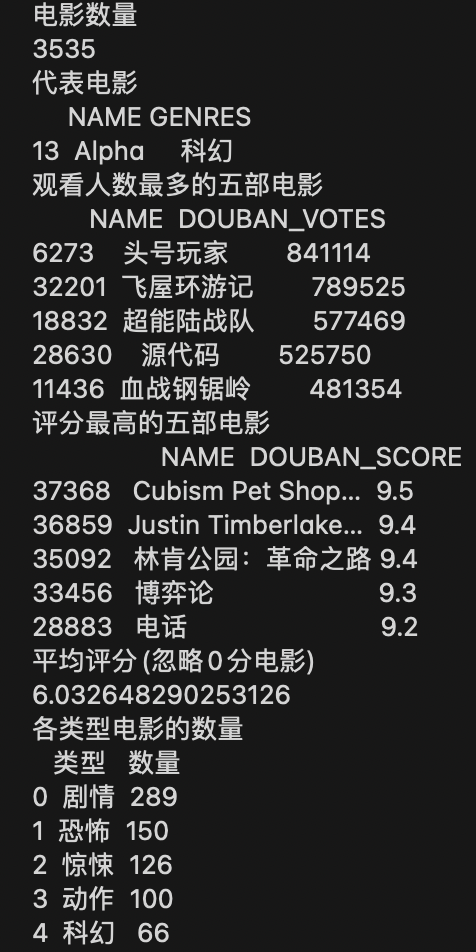 电影数量
3535
代表电影
NAME GENRES
13 Alpha 科幻
观看人数最多的五部电影
NAME DOUBAN_VOTES
6273 头号玩家 841114
32201 飞屋环游记 789525
18832 超能陆战队 577469
28630 源代码 525750
11436 血战钢锯岭 481354
评分最高的五部电影
NAME DOUBAN_SCORE
37368 Cubism Pet Shop... 9.5
36859 Justin Timberlake... 9.4
35092 林肯公园：革命之路 9.4
33456 博弈论 9.3
28883 电话 9.2
平均评分(忽略0分电影)
6.032648290253126
各类型电影的数量
类型 数量
0 剧情 289
1 恐怖 150
2 惊悚 126
3 动作 100
4 科幻 66